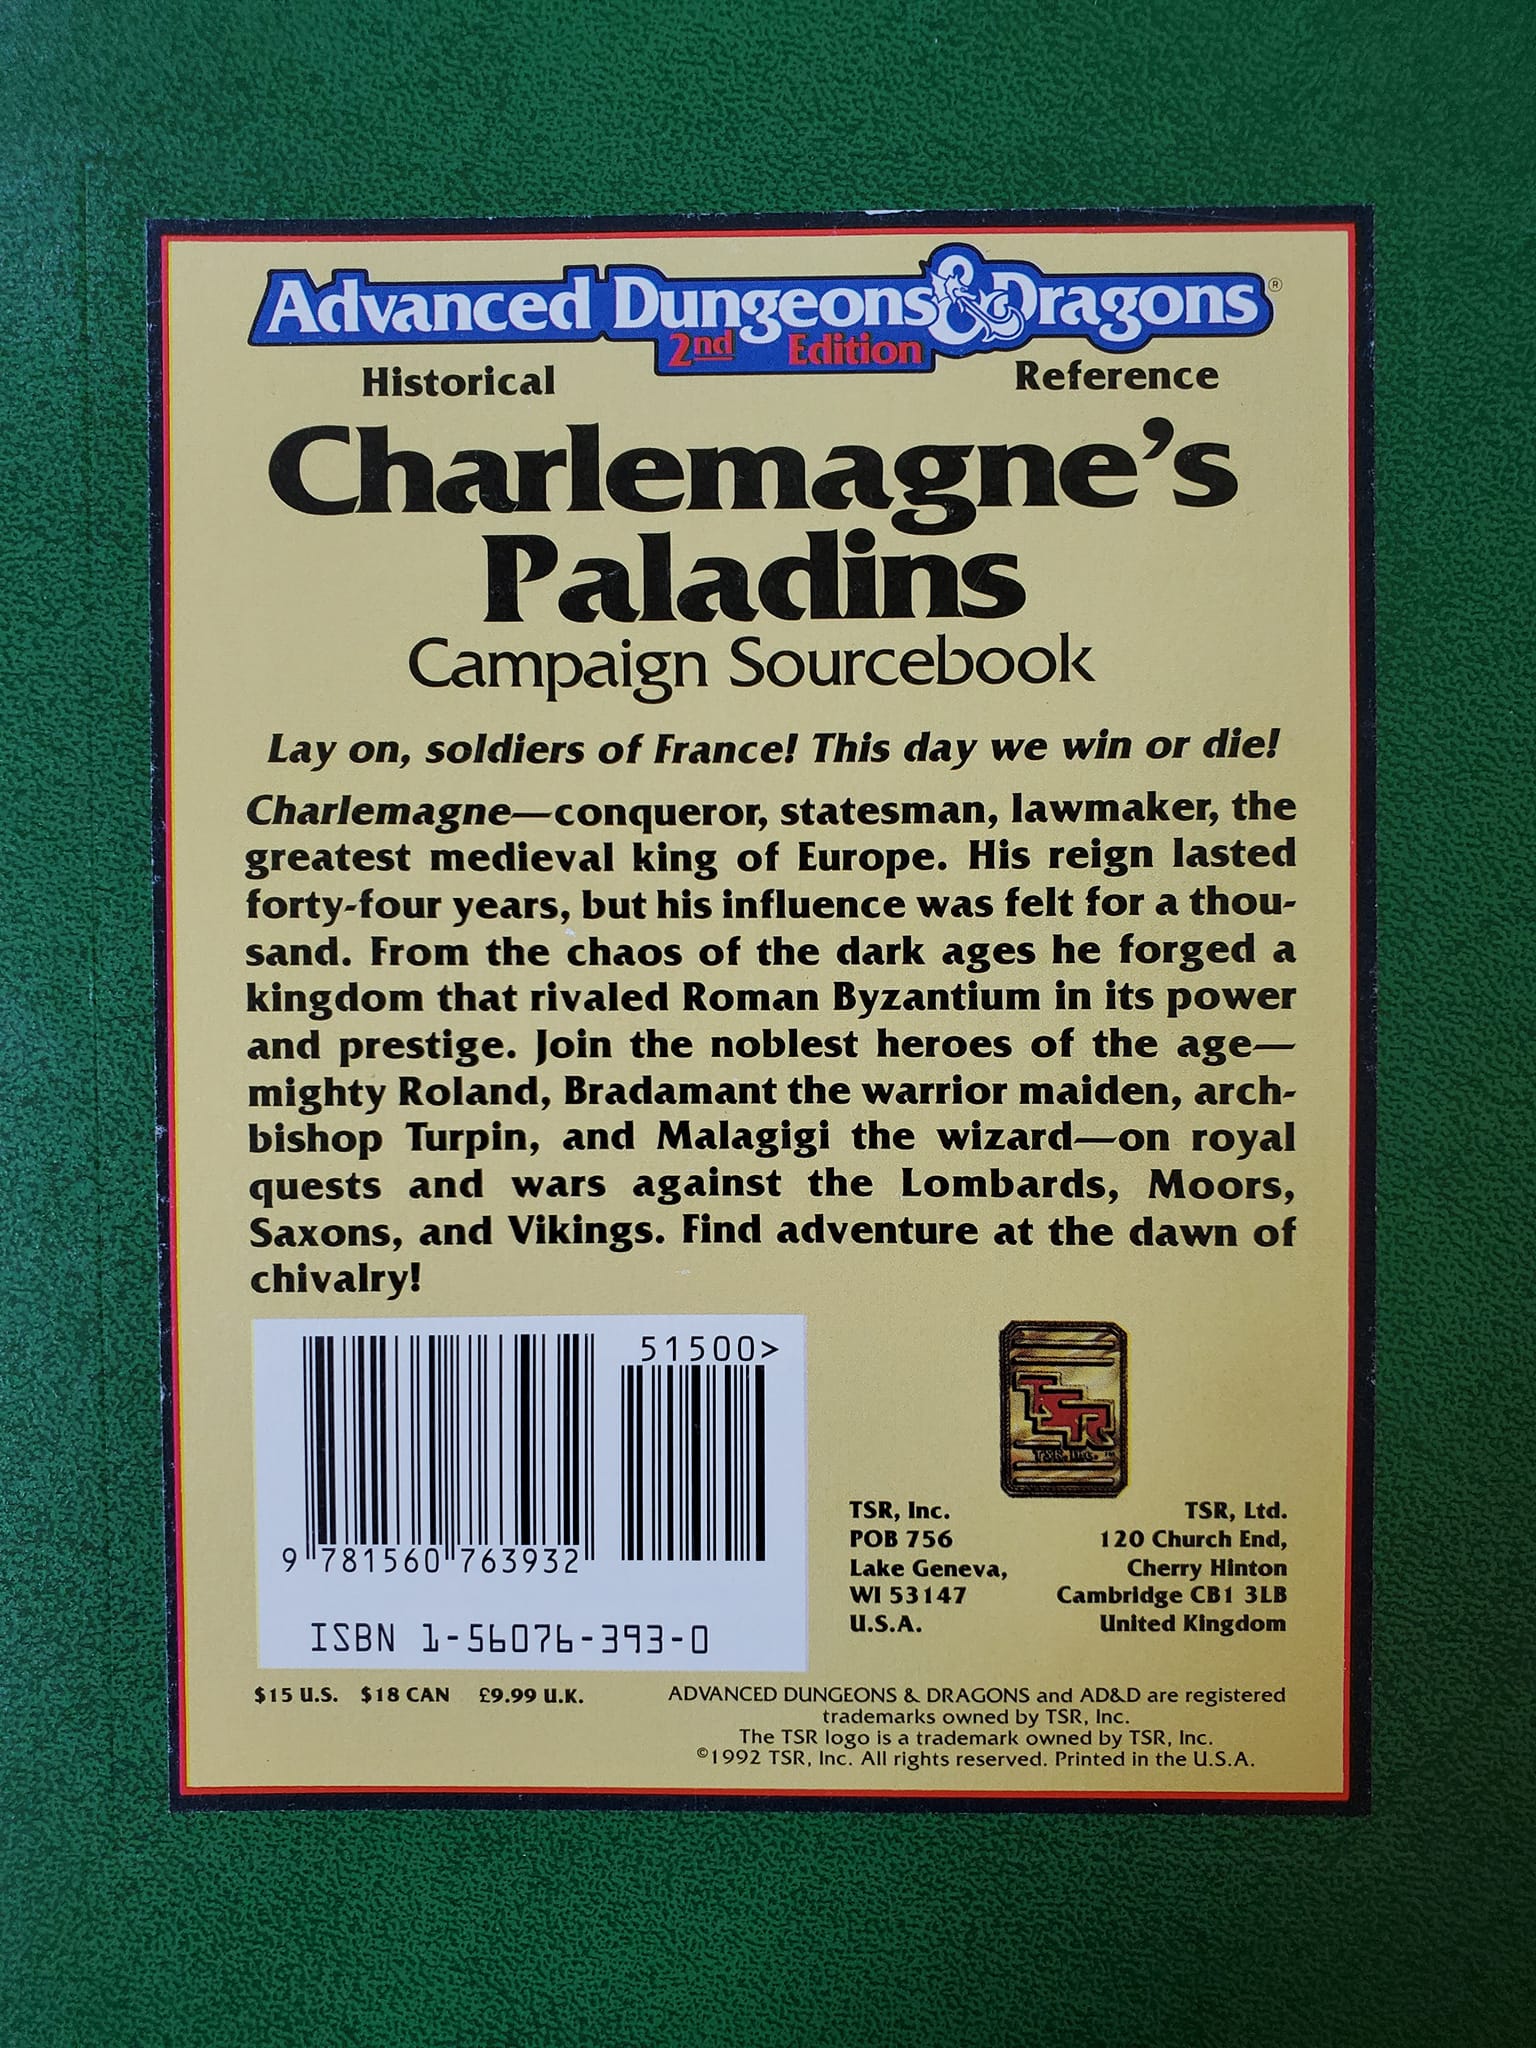 Advanced Dungeons & Dragons®
2nd Edition
Historical Reference
Charlemagne's
Paladins
Campaign Sourcebook
Lay on, soldiers of France! This day we win or die!
Charlemagne—conqueror, statesman, lawmaker, the
greatest medieval king of Europe. His reign lasted
forty-four years, but his influence was felt for a thou-
sand. From the chaos of the dark ages he forged a
kingdom that rivaled Roman Byzantium in its power
and prestige. Join the noblest heroes of the age—
mighty Roland, Bradamant the warrior maiden, arch-
bishop Turpin, and Malagigi the wizard—on royal
quests and wars against the Lombards, Moors,
Saxons, and Vikings. Find adventure at the dawn of
chivalry!
51500>
9 781560 763932
ISBN 1-56076-393-0
$15 U.S. $18 CAN £9.99 U.K.
TSR
TSR, Inc.™
TSR, Inc.
POB 756
Lake Geneva,
WI 53147
U.S.A.
TSR, Ltd.
120 Church End,
Cherry Hinton
Cambridge CB1 3LB
United Kingdom
ADVANCED DUNGEONS & DRAGONS and AD&D are registered
trademarks owned by TSR, Inc.
The TSR logo is a trademark owned by TSR, Inc.
©1992 TSR, Inc. All rights reserved. Printed in the U.S.A.